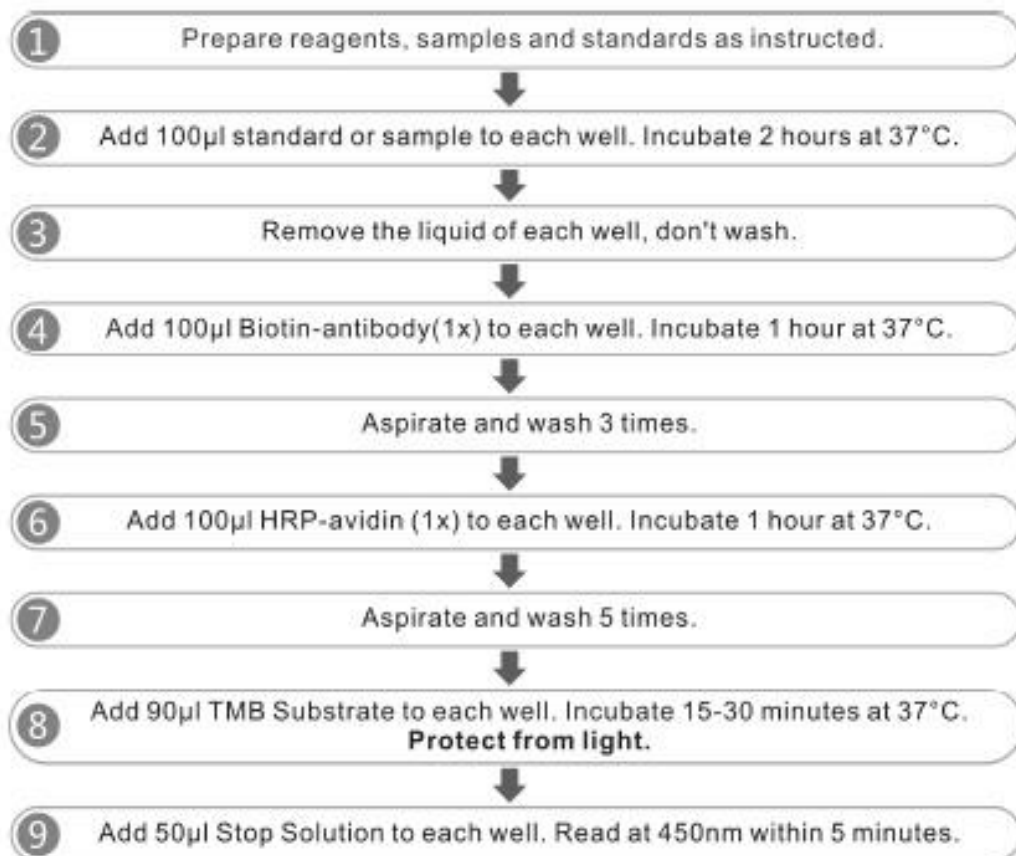 1 Prepare reagents, samples and standards as instructed.
2 Add 100μl standard or sample to each well. Incubate 2 hours at 37°C.
3 Remove the liquid of each well, don't wash.
4 Add 100μl Biotin-antibody(1x) to each well. Incubate 1 hour at 37°C.
5 Aspirate and wash 3 times.
6 Add 100μl HRP-avidin (1x) to each well. Incubate 1 hour at 37°C.
7 Aspirate and wash 5 times.
8 Add 90μl TMB Substrate to each well. Incubate 15-30 minutes at 37°C.
Protect from light.
9 Add 50μl Stop Solution to each well. Read at 450nm within 5 minutes.